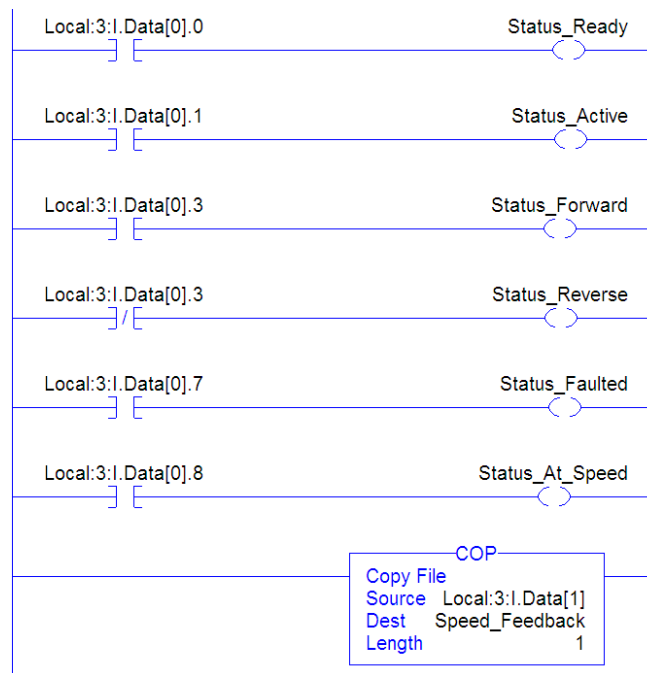 Local:3:I.Data[0].0 Status_Ready
Local:3:I.Data[0].1 Status_Active
Local:3:I.Data[0].3 Status_Forward
Local:3:I.Data[0].3 Status_Reverse
Local:3:I.Data[0].7 Status_Faulted
Local:3:I.Data[0].8 Status_At_Speed
COP
Copy File
Source Local:3:I.Data[1]
Dest Speed_Feedback
Length 1